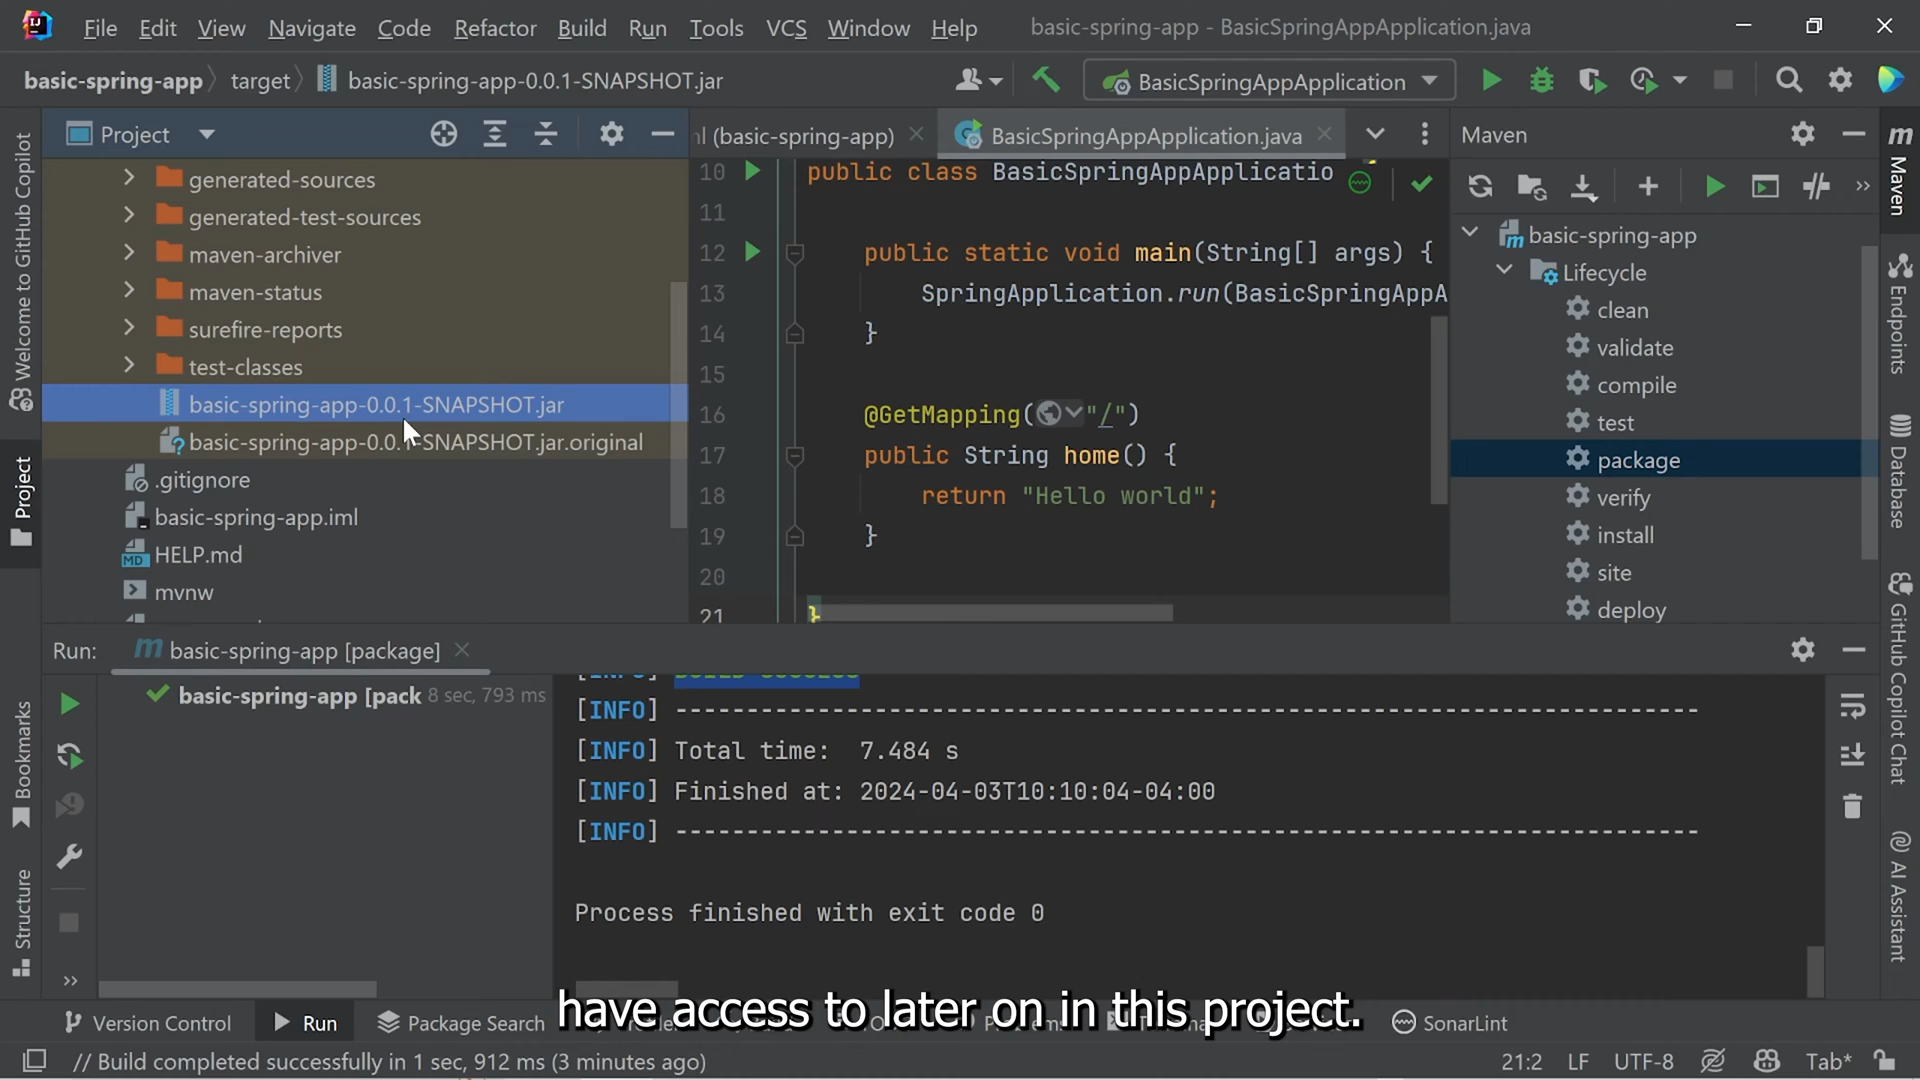 File Edit View Navigate Code Refactor Build Run Tools VCS Window Help basic-spring-app - BasicSpringAppApplication.java
basic-spring-app target basic-spring-app-0.0.1-SNAPSHOT.jar BasicSpringAppApplication
Project
(basic-spring-app) BasicSpringAppApplication.java
Maven
Welcome to GitHub Copilot
Project
Bookmarks
Structure
generated-sources
generated-test-sources
maven-archiver
maven-status
surefire-reports
test-classes
basic-spring-app-0.0.1-SNAPSHOT.jar
basic-spring-app-0.0.1-SNAPSHOT.jar.original
.gitignore
basic-spring-app.iml
HELP.md
mvnw
10 public class BasicSpringAppApplicatio
11
12 public static void main(String[] args) {
13 SpringApplication.run(BasicSpringAppA
14 }
15
16 @GetMapping("/")
17 public String home() {
18 return "Hello world";
19 }
20
21 }
basic-spring-app
Lifecycle
clean
validate
compile
test
package
verify
install
site
deploy
Maven
Endpoints
Database
GitHub Copilot Chat
AI Assistant
Run: basic-spring-app [package]
basic-spring-app [pack 8 sec, 793 ms
[INFO] BUILD SUCCESS
[INFO] ------------------------------------------------------------------------
[INFO] Total time: 7.484 s
[INFO] Finished at: 2024-04-03T10:10:04-04:00
[INFO] ------------------------------------------------------------------------
Process finished with exit code 0
have access to later on in this project.
Version Control Run Package Search SonarLint
// Build completed successfully in 1 sec, 912 ms (3 minutes ago) 21:2 LF UTF-8 Tab*